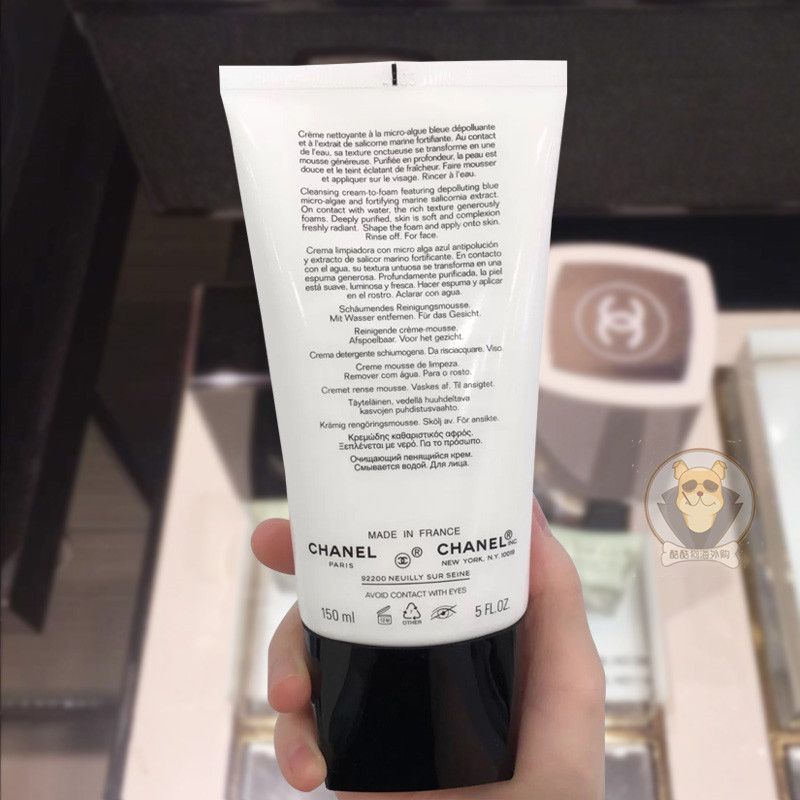 Crème nettoyante à la micro-algue bleue dépolluante
et à l'extrait de salicorne marine fortifiante. Au contact
de l'eau, sa texture onctueuse se transforme en une
mousse généreuse. Purifiée en profondeur, la peau est
douce et le teint éclatant de fraîcheur. Faire mousser
et appliquer sur le visage. Rincer à l'eau.
Cleansing cream-to-foam featuring depolluting blue
micro-algae and fortifying marine salicornia extract.
On contact with water, the rich texture generously
foams. Deeply purified, skin is soft and complexion
freshly radiant. Shape the foam and apply onto skin.
Rinse off. For face.
Crema limpiadora con micro alga azul antipolución
y extracto de salicor marino fortificante. En contacto
con el agua, su textura untuosa se transforma en una
espuma generosa. Profundamente purificada, la piel
está suave, luminosa y fresca. Hacer espuma y aplicar
en el rostro. Aclarar con agua.
Schäumendes Reinigungsmousse.
Mit Wasser entfernen. Für das Gesicht.
Reinigende crème-mousse.
Afspoelbaar. Voor het gezicht.
Crema detergente schiumogena. Da risciacquare. Viso.
Creme mousse de limpeza.
Remover com água. Para o rosto.
Cremet rense mousse. Vaskes af. Til ansigtet.
Täyteläinen, vedellä huuhdeltava
kasvojen puhdistusvaahto.
Krämig rengöringsmousse. Skölj av. För ansikte.
Κρεμώδης καθαριστικός αφρός.
Ξεπλένεται με νερό. Για το πρόσωπο.
Очищающий пенящийся крем.
Смывается водой. Для лица.
MADE IN FRANCE
CHANEL ® CHANEL® INC
PARIS NEW YORK, N.Y. 10019
92200 NEUILLY SUR SEINE
AVOID CONTACT WITH EYES
150 ml 12 M OTHER 5 FL.OZ.
酷酷包海外购